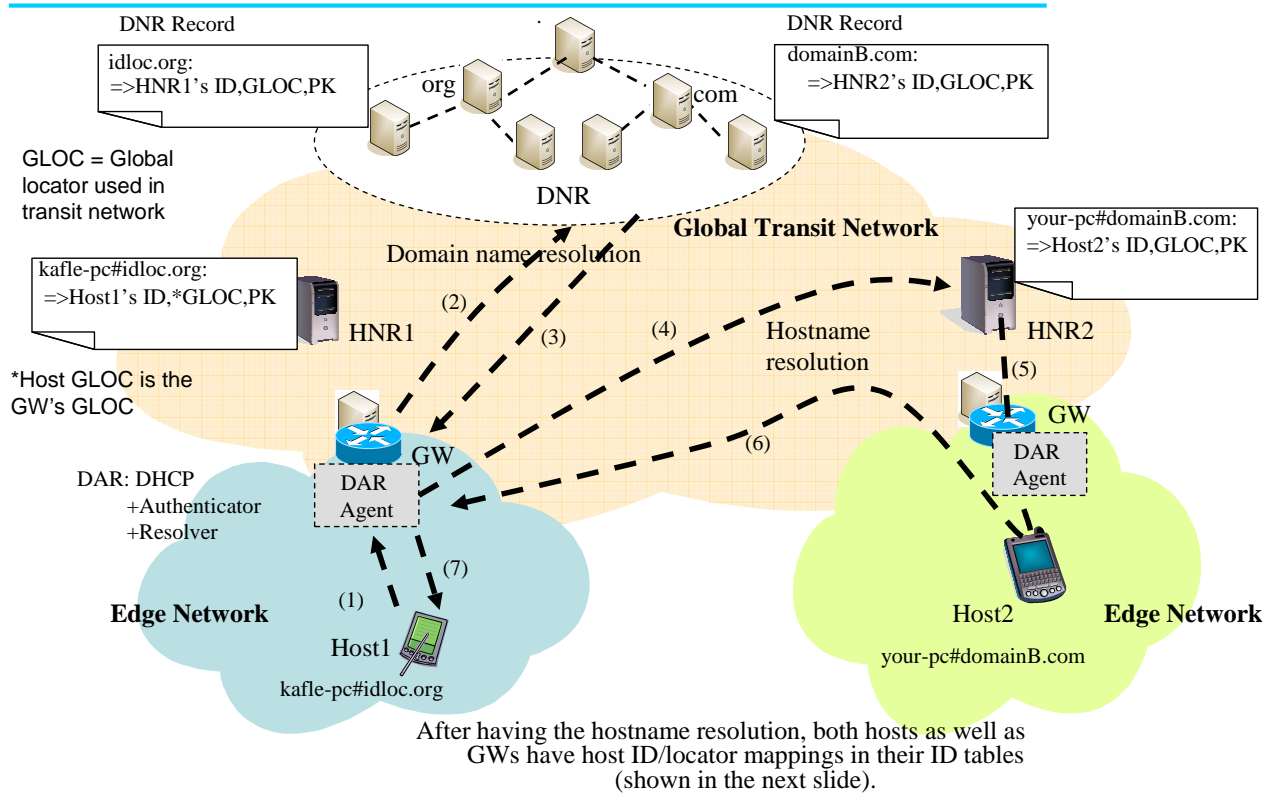 DNR Record
DNR Record
idloc.org:
=>HNR1's ID,GLOC,PK
domainB.com:
=>HNR2's ID,GLOC,PK
.
org
com
DNR
GLOC = Global
locator used in
transit network
Global Transit Network
Domain name resolution
your-pc#domainB.com:
=>Host2's ID,GLOC,PK
kafle-pc#idloc.org:
=>Host1's ID,*GLOC,PK
(2)
(3)
(4)
HNR1
Hostname
resolution
HNR2
(5)
*Host GLOC is the
GW's GLOC
GW
GW
(6)
DAR: DHCP
+Authenticator
+Resolver
DAR
Agent
DAR
Agent
(1)
(7)
Edge Network
Host1
kafle-pc#idloc.org
Host2
Edge Network
your-pc#domainB.com
After having the hostname resolution, both hosts as well as
GWs have host ID/locator mappings in their ID tables
(shown in the next slide).